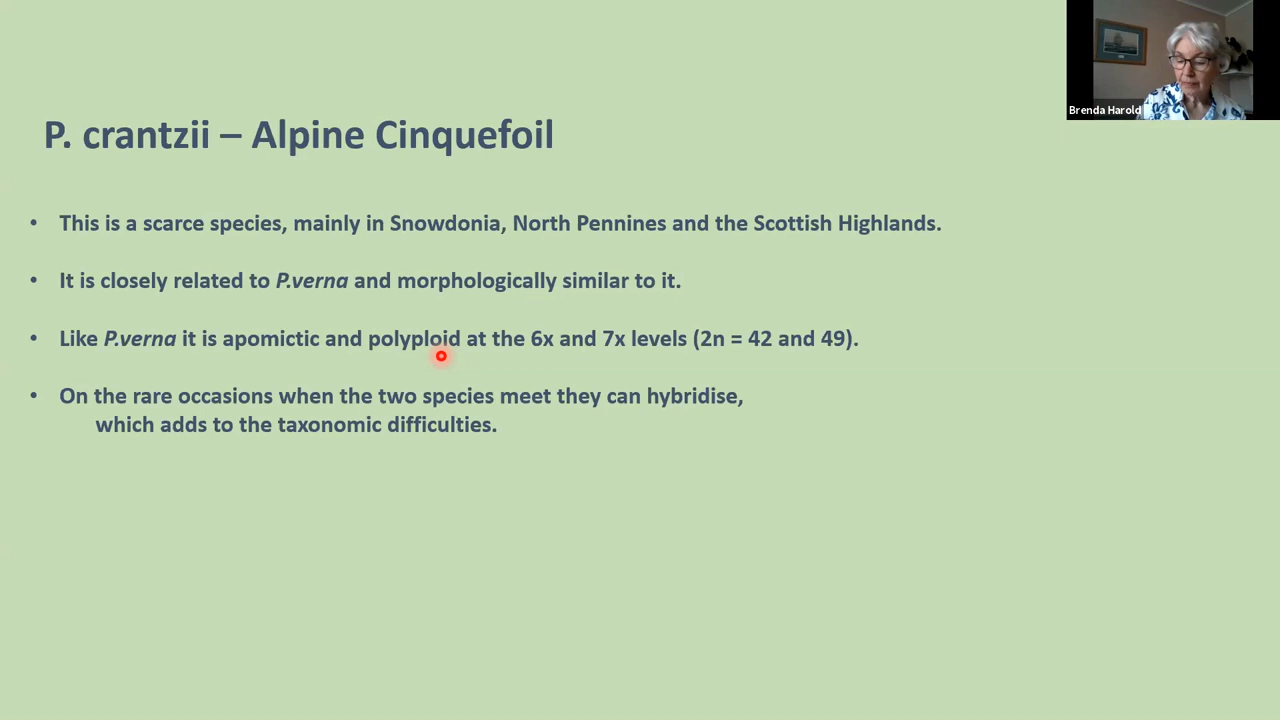 Brenda Harold
P. crantzii – Alpine Cinquefoil
• This is a scarce species, mainly in Snowdonia, North Pennines and the Scottish Highlands.
• It is closely related to P.verna and morphologically similar to it.
• Like P.verna it is apomictic and polyploid at the 6x and 7x levels (2n = 42 and 49).
• On the rare occasions when the two species meet they can hybridise,
which adds to the taxonomic difficulties.